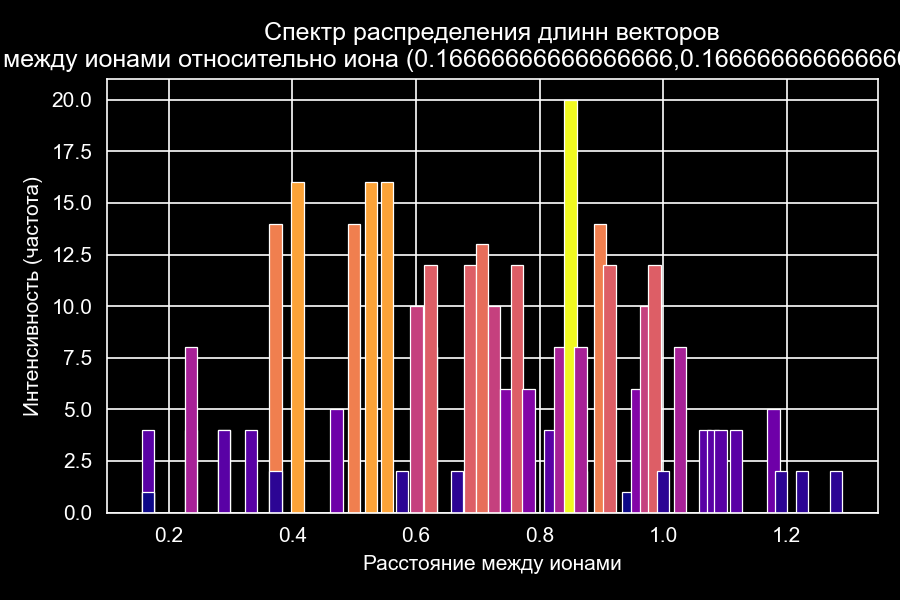 Спектр распределения длинн векторов
между ионами относительно иона (0.16666666666666666,0.1666666666666666
20.0
17.5
15.0
12.5
10.0
7.5
5.0
2.5
0.0
Интенсивность (частота)
0.2 0.4 0.6 0.8 1.0 1.2
Расстояние между ионами